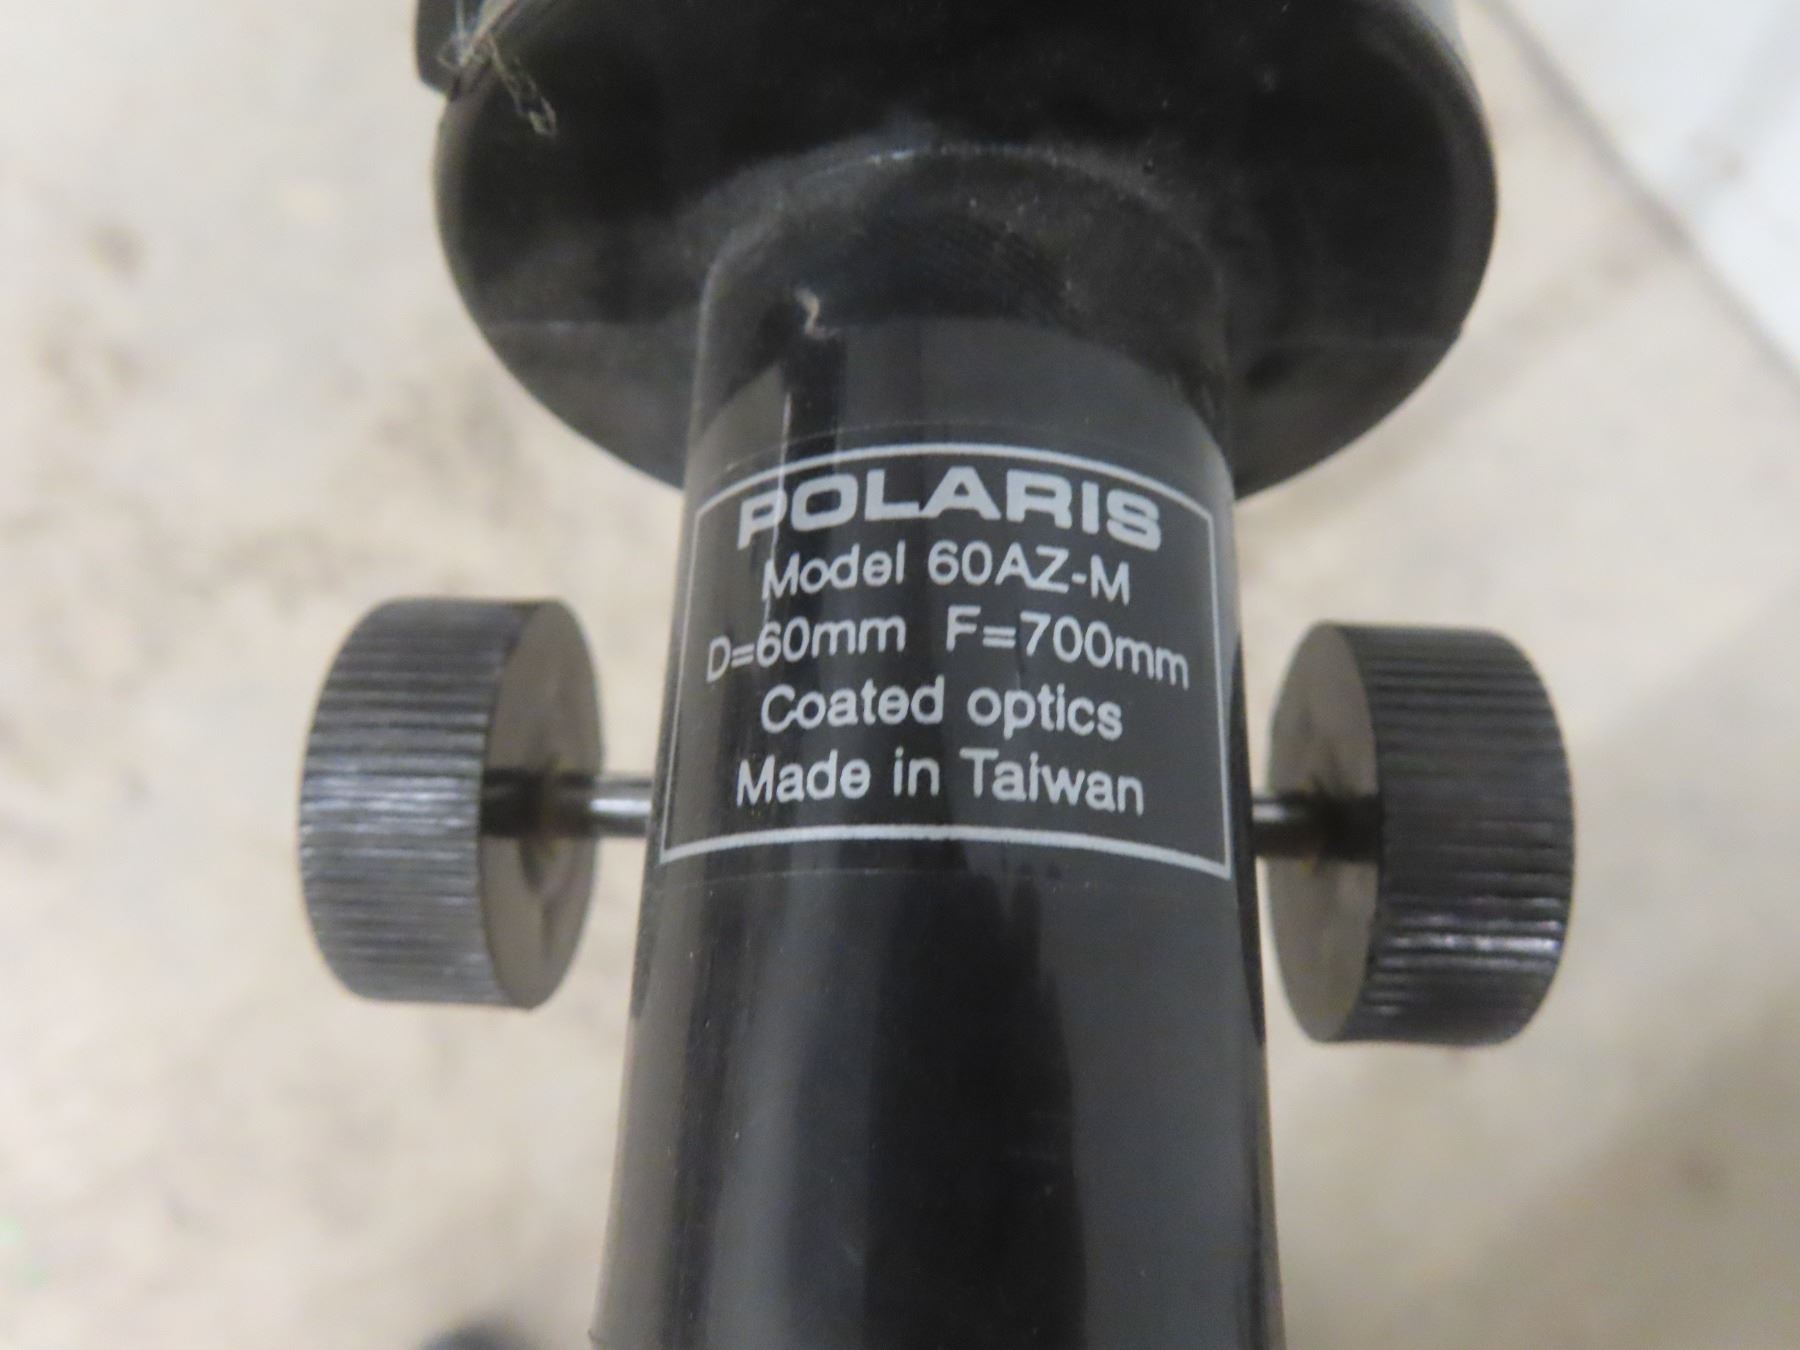 POLARIS
Model 60AZ-M
D=60mm F=700mm
Coated optics
Made in Taiwan